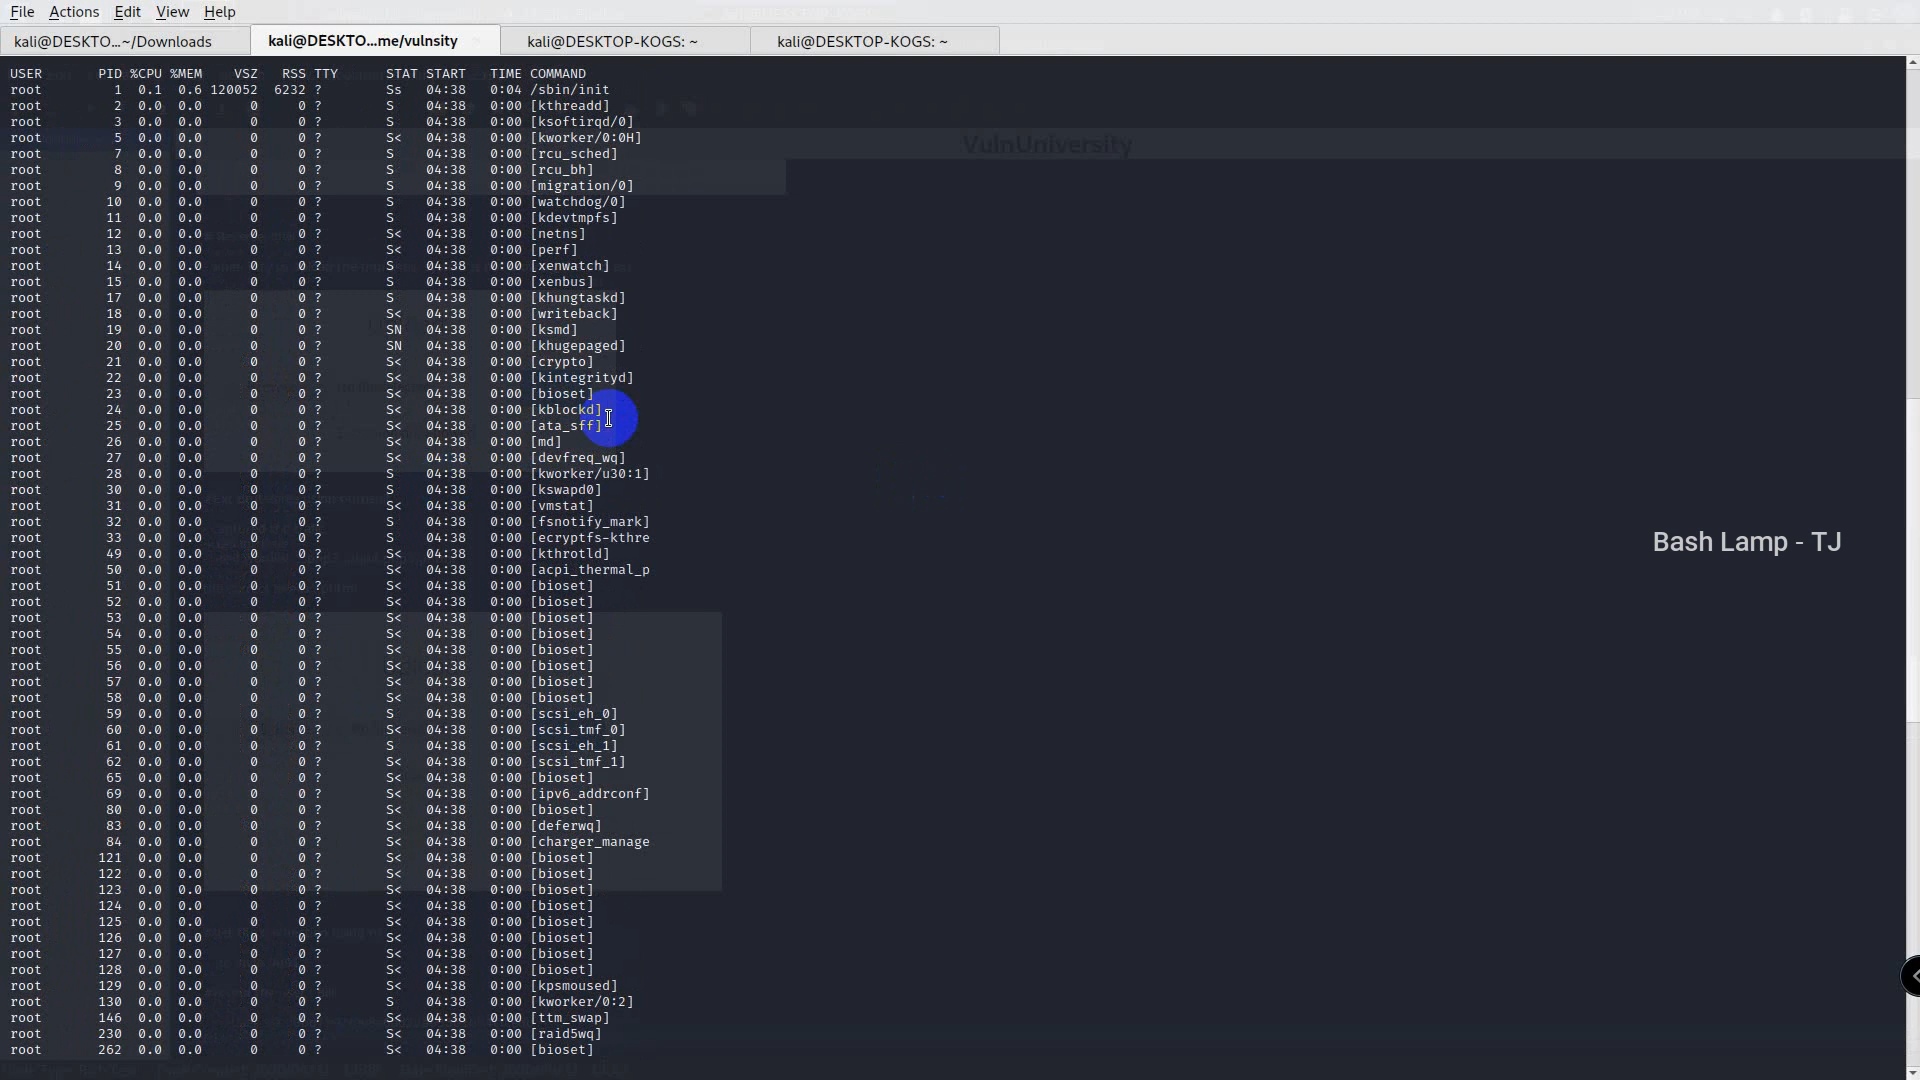 File Actions Edit View Help
kali@DESKTO...~/Downloads kali@DESKTO...me/vulnsity kali@DESKTOP-KOGS: ~ kali@DESKTOP-KOGS: ~
USER PID %CPU %MEM VSZ RSS TTY STAT START TIME COMMAND
root 1 0.1 0.6 120052 6232 ? Ss 04:38 0:04 /sbin/init
root 2 0.0 0.0 0 0 ? S 04:38 0:00 [kthreadd]
root 3 0.0 0.0 0 0 ? S 04:38 0:00 [ksoftirqd/0]
root 5 0.0 0.0 0 0 ? S< 04:38 0:00 [kworker/0:0H]
VulnUniversity
root 7 0.0 0.0 0 0 ? S 04:38 0:00 [rcu_sched]
root 8 0.0 0.0 0 0 ? S 04:38 0:00 [rcu_bh]
root 9 0.0 0.0 0 0 ? S 04:38 0:00 [migration/0]
root 10 0.0 0.0 0 0 ? S 04:38 0:00 [watchdog/0]
root 11 0.0 0.0 0 0 ? S 04:38 0:00 [kdevtmpfs]
root 12 0.0 0.0 0 0 ? S< 04:38 0:00 [netns]
root 13 0.0 0.0 0 0 ? S< 04:38 0:00 [perf]
root 14 0.0 0.0 0 0 ? S 04:38 0:00 [xenwatch]
root 15 0.0 0.0 0 0 ? S 04:38 0:00 [xenbus]
root 17 0.0 0.0 0 0 ? S 04:38 0:00 [khungtaskd]
root 18 0.0 0.0 0 0 ? S< 04:38 0:00 [writeback]
root 19 0.0 0.0 0 0 ? SN 04:38 0:00 [ksmd]
root 20 0.0 0.0 0 0 ? SN 04:38 0:00 [khugepaged]
root 21 0.0 0.0 0 0 ? S< 04:38 0:00 [crypto]
root 22 0.0 0.0 0 0 ? S< 04:38 0:00 [kintegrityd]
root 23 0.0 0.0 0 0 ? S< 04:38 0:00 [bioset]
root 24 0.0 0.0 0 0 ? S< 04:38 0:00 [kblockd]
root 25 0.0 0.0 0 0 ? S< 04:38 0:00 [ata_sff]
root 26 0.0 0.0 0 0 ? S< 04:38 0:00 [md]
root 27 0.0 0.0 0 0 ? S< 04:38 0:00 [devfreq_wq]
root 28 0.0 0.0 0 0 ? S 04:38 0:00 [kworker/u30:1]
root 30 0.0 0.0 0 0 ? S 04:38 0:00 [kswapd0]
root 31 0.0 0.0 0 0 ? S< 04:38 0:00 [vmstat]
root 32 0.0 0.0 0 0 ? S 04:38 0:00 [fsnotify_mark]
root 33 0.0 0.0 0 0 ? S 04:38 0:00 [ecryptfs-kthre
Bash Lamp - TJ
root 49 0.0 0.0 0 0 ? S< 04:38 0:00 [kthrotld]
root 50 0.0 0.0 0 0 ? S< 04:38 0:00 [acpi_thermal_p
root 51 0.0 0.0 0 0 ? S< 04:38 0:00 [bioset]
root 52 0.0 0.0 0 0 ? S< 04:38 0:00 [bioset]
root 53 0.0 0.0 0 0 ? S< 04:38 0:00 [bioset]
root 54 0.0 0.0 0 0 ? S< 04:38 0:00 [bioset]
root 55 0.0 0.0 0 0 ? S< 04:38 0:00 [bioset]
root 56 0.0 0.0 0 0 ? S< 04:38 0:00 [bioset]
root 57 0.0 0.0 0 0 ? S< 04:38 0:00 [bioset]
root 58 0.0 0.0 0 0 ? S< 04:38 0:00 [bioset]
root 59 0.0 0.0 0 0 ? S 04:38 0:00 [scsi_eh_0]
root 60 0.0 0.0 0 0 ? S< 04:38 0:00 [scsi_tmf_0]
root 61 0.0 0.0 0 0 ? S 04:38 0:00 [scsi_eh_1]
root 62 0.0 0.0 0 0 ? S< 04:38 0:00 [scsi_tmf_1]
root 65 0.0 0.0 0 0 ? S< 04:38 0:00 [bioset]
root 69 0.0 0.0 0 0 ? S< 04:38 0:00 [ipv6_addrconf]
root 80 0.0 0.0 0 0 ? S< 04:38 0:00 [bioset]
root 83 0.0 0.0 0 0 ? S< 04:38 0:00 [deferwq]
root 84 0.0 0.0 0 0 ? S< 04:38 0:00 [charger_manage
root 121 0.0 0.0 0 0 ? S< 04:38 0:00 [bioset]
root 122 0.0 0.0 0 0 ? S< 04:38 0:00 [bioset]
root 123 0.0 0.0 0 0 ? S< 04:38 0:00 [bioset]
root 124 0.0 0.0 0 0 ? S< 04:38 0:00 [bioset]
root 125 0.0 0.0 0 0 ? S< 04:38 0:00 [bioset]
root 126 0.0 0.0 0 0 ? S< 04:38 0:00 [bioset]
root 127 0.0 0.0 0 0 ? S< 04:38 0:00 [bioset]
root 128 0.0 0.0 0 0 ? S< 04:38 0:00 [bioset]
root 129 0.0 0.0 0 0 ? S< 04:38 0:00 [kpsmoused]
root 130 0.0 0.0 0 0 ? S 04:38 0:00 [kworker/0:2]
root 146 0.0 0.0 0 0 ? S< 04:38 0:00 [ttm_swap]
root 230 0.0 0.0 0 0 ? S< 04:38 0:00 [raid5wq]
root 262 0.0 0.0 0 0 ? S< 04:38 0:00 [bioset]